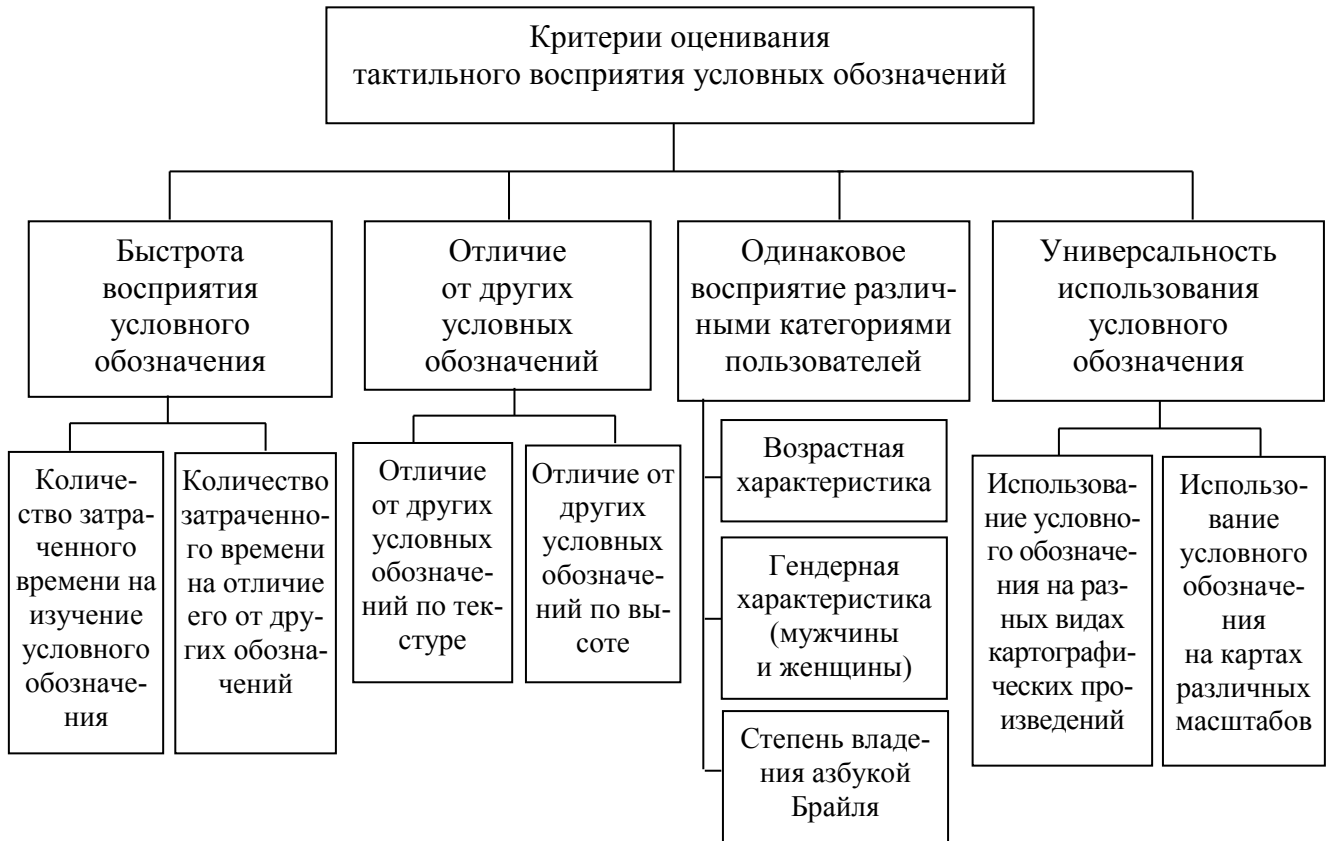 Критерии оценивания
тактильного восприятия условных обозначений
Быстрота
восприятия
условного
обозначения
Отличие
от других
условных
обозначений
Одинаковое
восприятие различ-
ными категориями
пользователей
Универсальность
использования
условного
обозначения
Количе-
ство затра-
ченного
времени на
изучение
условного
обозначе-
ния
Количество
затраченно-
го времени
на отличие
его от дру-
гих обозна-
чений
Отличие
от других
условных
обозначе-
ний по тек-
стуре
Отличие от
других
условных
обозначе-
ний по вы-
соте
Возрастная
характеристика
Гендерная
характеристика
(мужчины
и женщины)
Степень владе-
ния азбукой
Брайля
Использова-
ние условно-
го обозначе-
ния на раз-
ных видах
картографи-
ческих про-
изведений
Использо-
вание
условного
обозначе-
ния
на картах
различных
масштабов